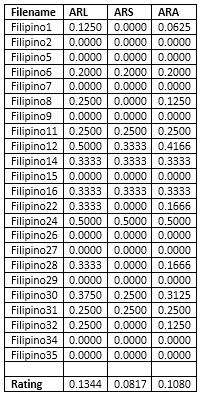 Filename ARL ARS ARA
Filipino1 0.1250 0.0000 0.0625
Filipino2 0.0000 0.0000 0.0000
Filipino5 0.0000 0.0000 0.0000
Filipino6 0.2000 0.2000 0.2000
Filipino7 0.0000 0.0000 0.0000
Filipino8 0.2500 0.0000 0.1250
Filipino9 0.0000 0.0000 0.0000
Filipino11 0.2500 0.2500 0.2500
Filipino12 0.5000 0.3333 0.4166
Filipino14 0.3333 0.3333 0.3333
Filipino15 0.0000 0.0000 0.0000
Filipino16 0.3333 0.3333 0.3333
Filipino22 0.3333 0.0000 0.1666
Filipino24 0.5000 0.5000 0.5000
Filipino26 0.0000 0.0000 0.0000
Filipino27 0.0000 0.0000 0.0000
Filipino28 0.3333 0.0000 0.1666
Filipino29 0.0000 0.0000 0.0000
Filipino30 0.3750 0.2500 0.3125
Filipino31 0.2500 0.2500 0.2500
Filipino32 0.2500 0.0000 0.1250
Filipino34 0.0000 0.0000 0.0000
Filipino35 0.0000 0.0000 0.0000
Rating 0.1344 0.0817 0.1080